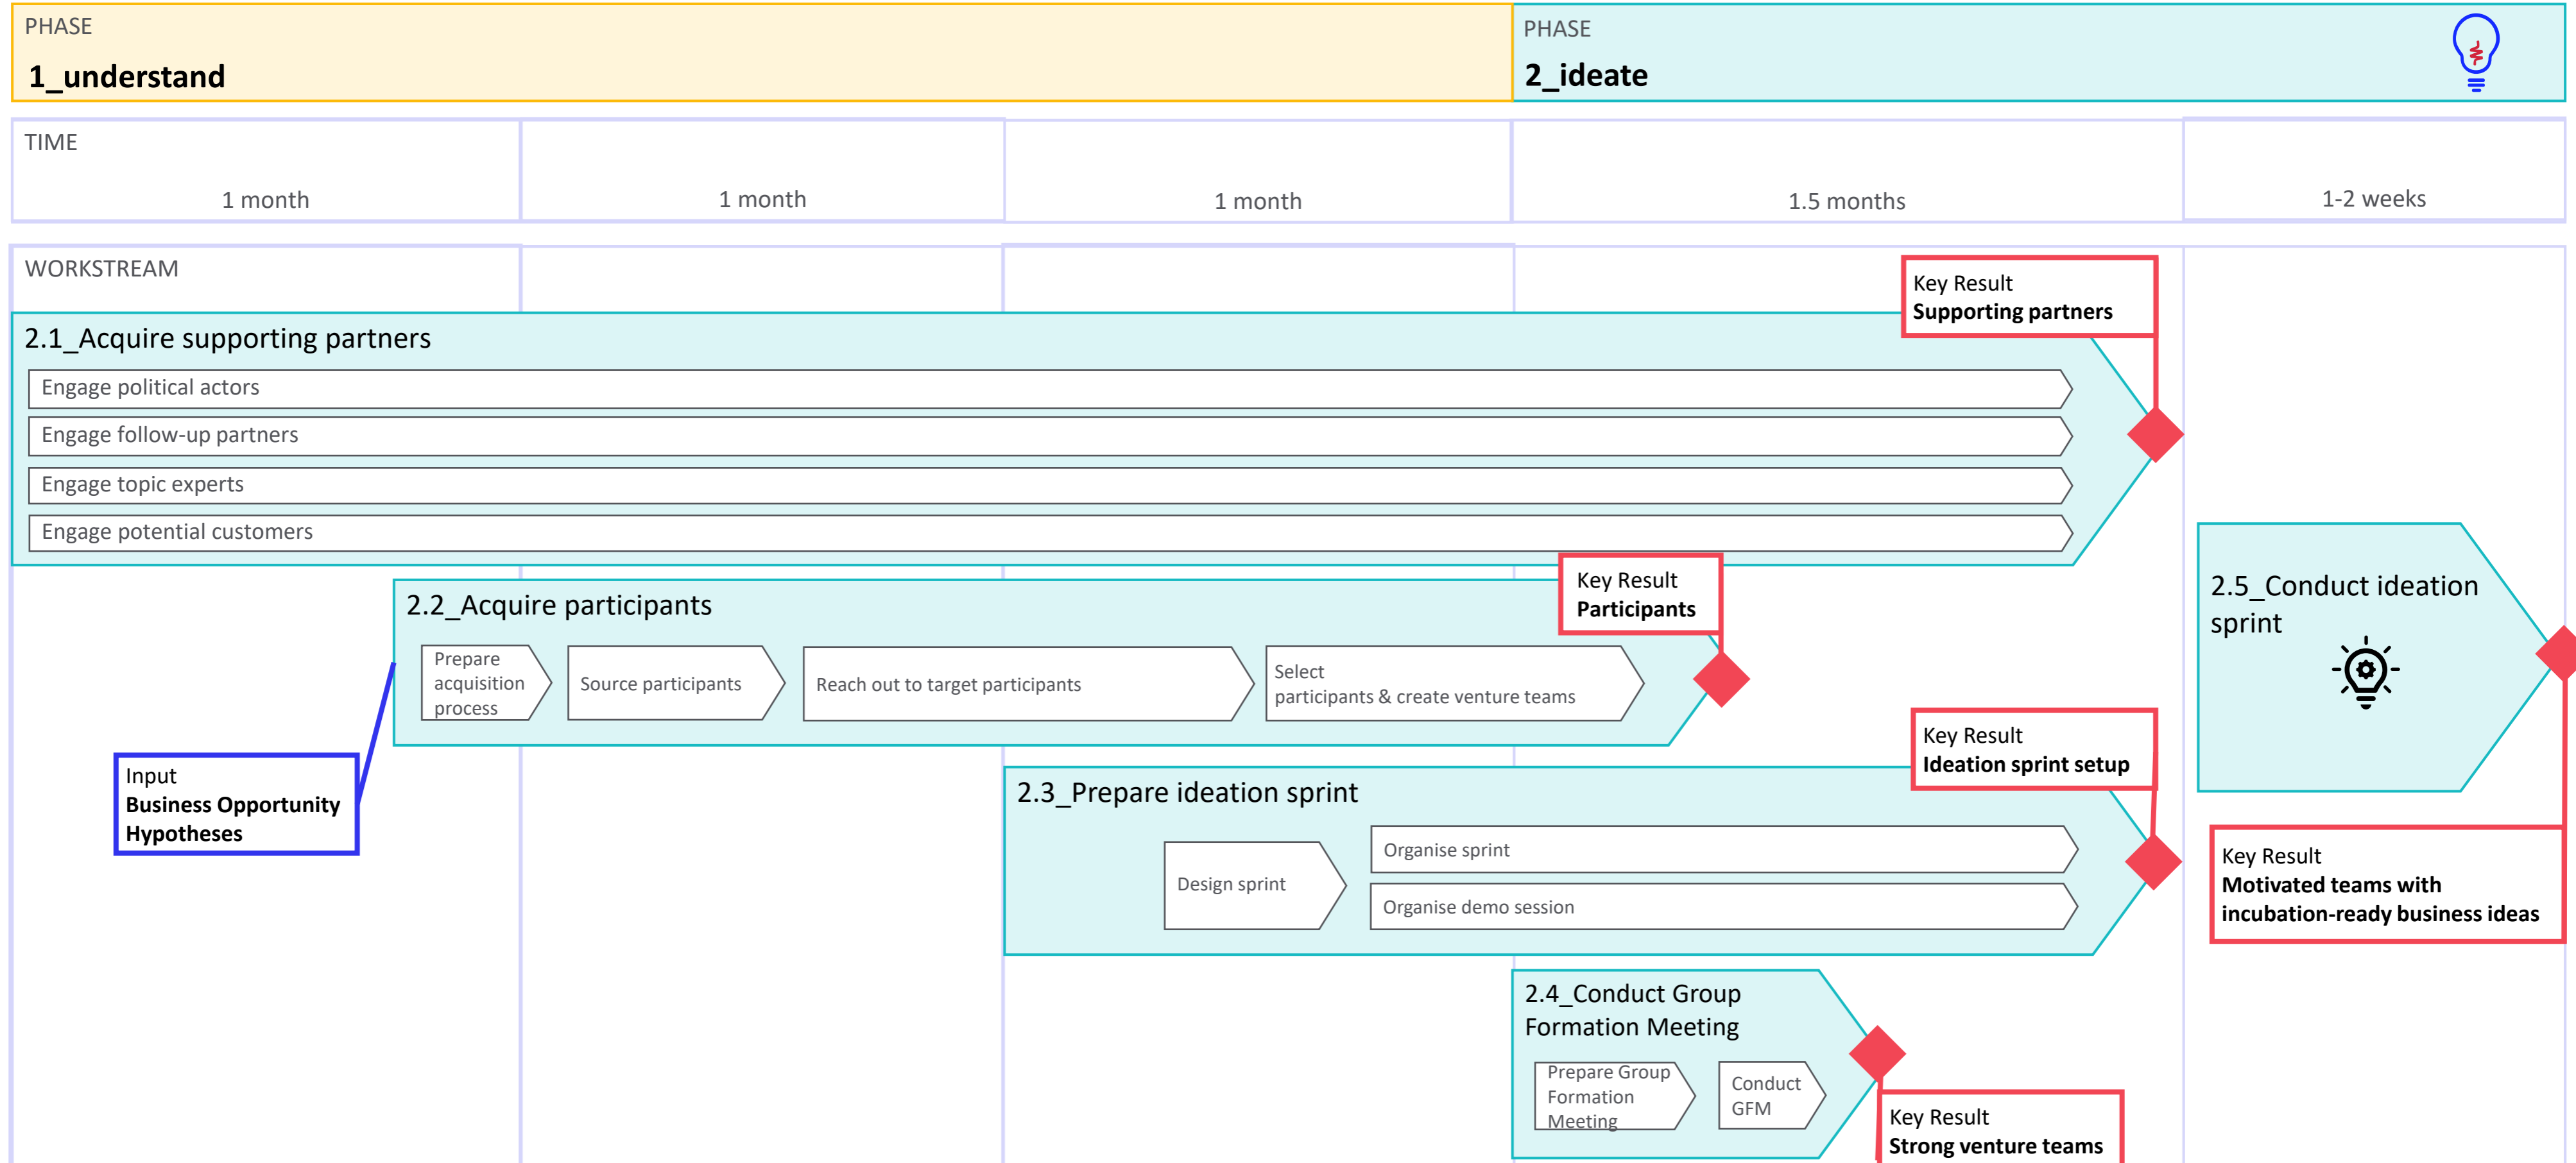 PHASE
1_understand
PHASE
2_ideate
TIME
1 month
1 month
1 month
1.5 months
1-2 weeks
WORKSTREAM
Key Result
Supporting partners
2.1_Acquire supporting partners
Engage political actors
Engage follow-up partners
Engage topic experts
Engage potential customers
Key Result
Participants
2.2_Acquire participants
Prepare
acquisition
process
Source participants
Reach out to target participants
Select
participants & create venture teams
2.5_Conduct ideation
sprint
Input
Business Opportunity
Hypotheses
Key Result
Ideation sprint setup
2.3_Prepare ideation sprint
Design sprint
Organise sprint
Organise demo session
Key Result
Motivated teams with
incubation-ready business ideas
2.4_Conduct Group
Formation Meeting
Prepare Group
Formation
Meeting
Conduct
GFM
Key Result
Strong venture teams